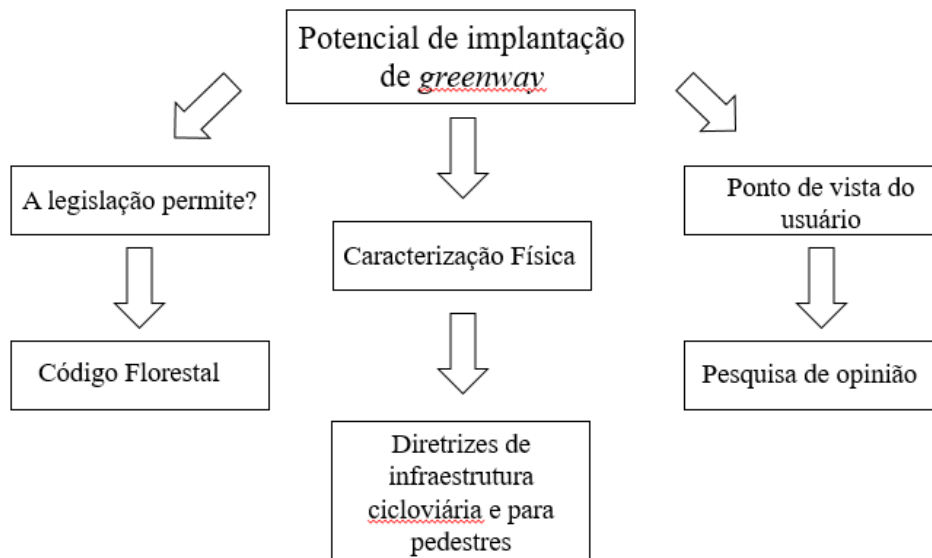 Potencial de implantação
de greenway
A legislação permite?
Código Florestal
Caracterização Física
Diretrizes de
infraestrutura
cicloviária e para
pedestres
Ponto de vista do
usuário
Pesquisa de opinião